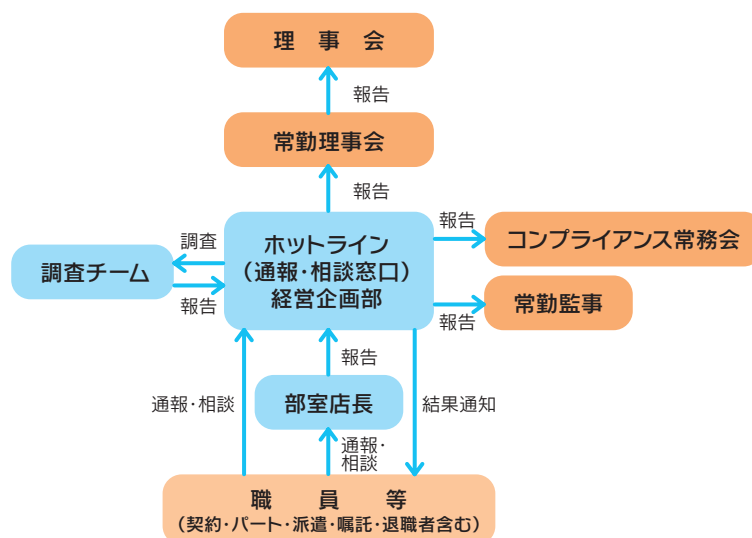 理 事 会
報告
常勤理事会
報告
ホットライン
（通報・相談窓口）
経営企画部
調査
調査チーム
報告
報告
コンプライアンス常務会
常勤監事
報告
報告
通報・相談
部室店長
結果通知
通報・
相談
職 員 等
（契約・パート・派遣・嘱託・退職者含む）